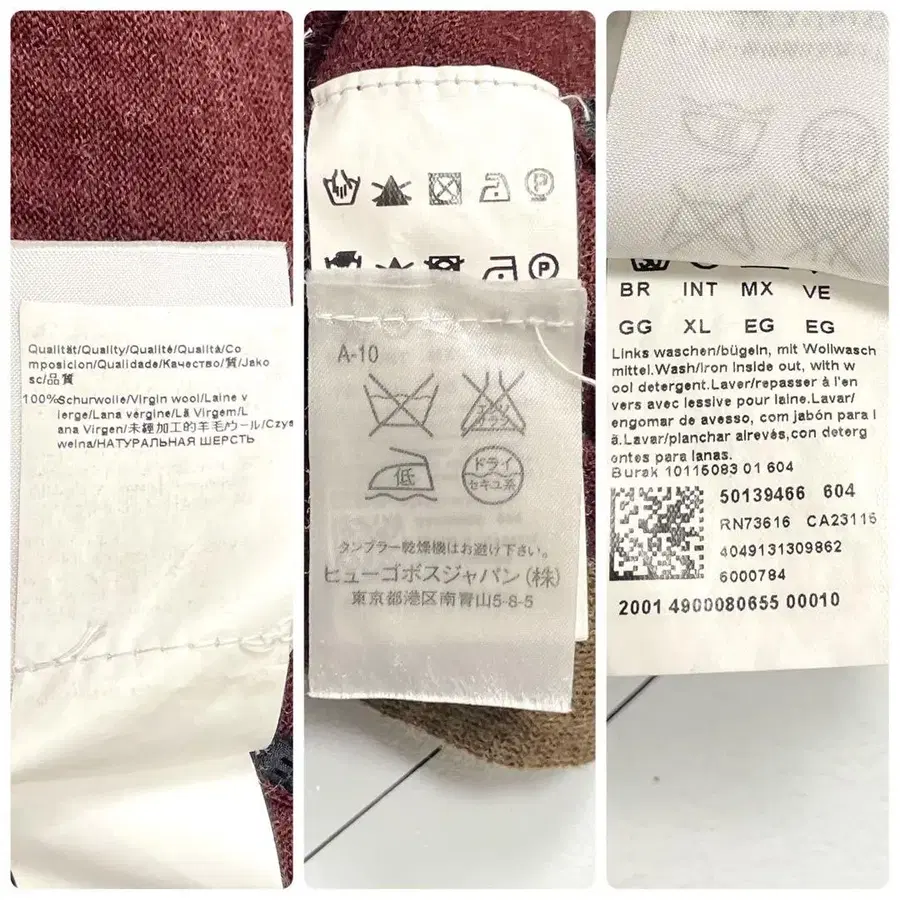 Qualität/Quality/Qualité/Qualità/Co
mposicion/Qualidade/Качество/質/Jako
sc/品質
100%Schurwolle/Virgin wool/Laine v
ierge/Lana vergine/Lã Virgem/L
ana Virgen/未經加工的羊毛/ウール/Czys
weina/НАТУРАЛЬНАЯ ШЕРСТЬ
P
P
A-10
エンソ
サラシ
低
ドライ
セキユ系
タンブラー乾燥機はお避け下さい。
ヒューゴボスジャパン(株)
東京都港区南青山5-8-5
BR INT MX VE
GG XL EG EG
Links waschen/bügeln, mit Wollwasch
mittel.Wash/Iron inside out, with w
ool detergent.Laver/repasser à l'en
vers avec lessive pour laine.Lavar/
engomar de avesso, com jabón para l
ã.Lavar/planchar alrevés,con deterg
entes para lanas.
Burak 10115083 01 604
50139466 604
RN73616 CA23115
4049131309862
6000784
2001 4900080655 00010